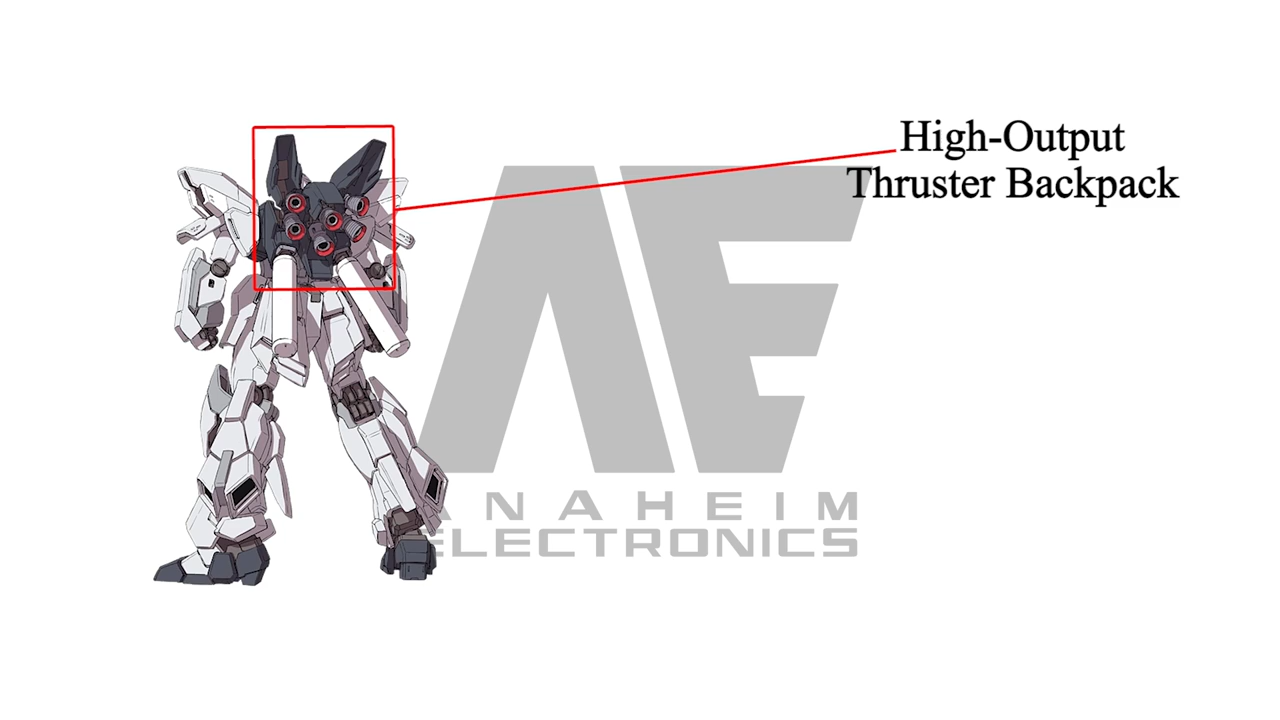 High-Output
Thruster Backpack
AE
ANAHEIM
ELECTRONICS